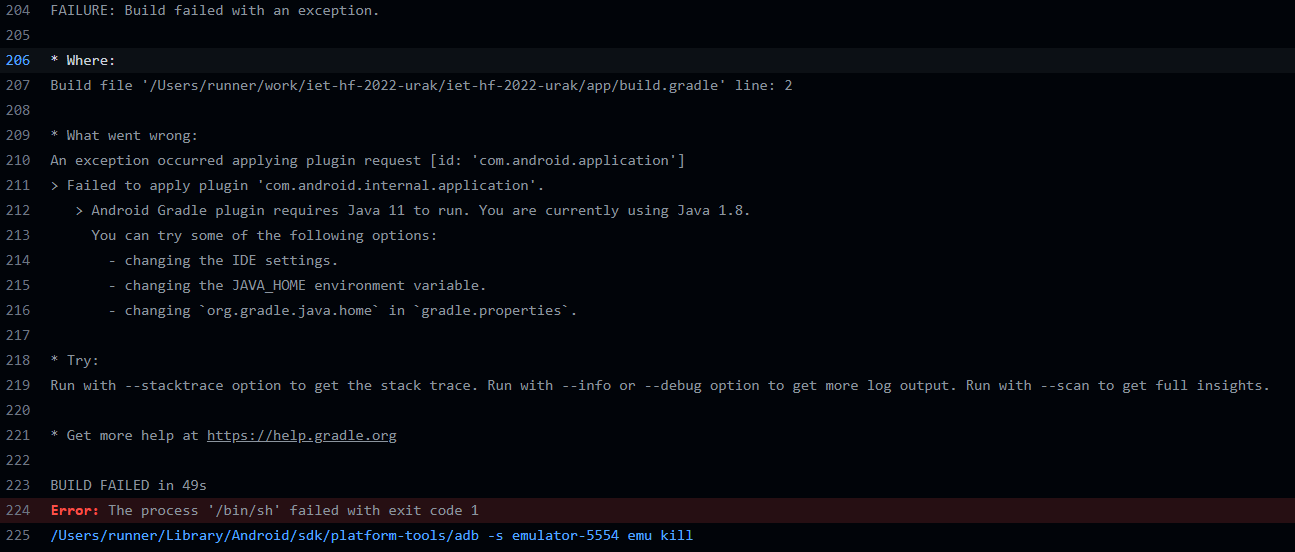 204 FAILURE: Build failed with an exception.
205
206 * Where:
207 Build file '/Users/runner/work/iet-hf-2022-urak/iet-hf-2022-urak/app/build.gradle' line: 2
208
209 * What went wrong:
210 An exception occurred applying plugin request [id: 'com.android.application']
211 > Failed to apply plugin 'com.android.internal.application'.
212 > Android Gradle plugin requires Java 11 to run. You are currently using Java 1.8.
213 You can try some of the following options:
214 - changing the IDE settings.
215 - changing the JAVA_HOME environment variable.
216 - changing `org.gradle.java.home` in `gradle.properties`.
217
218 * Try:
219 Run with --stacktrace option to get the stack trace. Run with --info or --debug option to get more log output. Run with --scan to get full insights.
220
221 * Get more help at https://help.gradle.org
222
223 BUILD FAILED in 49s
224 Error: The process '/bin/sh' failed with exit code 1
225 /Users/runner/Library/Android/sdk/platform-tools/adb -s emulator-5554 emu kill